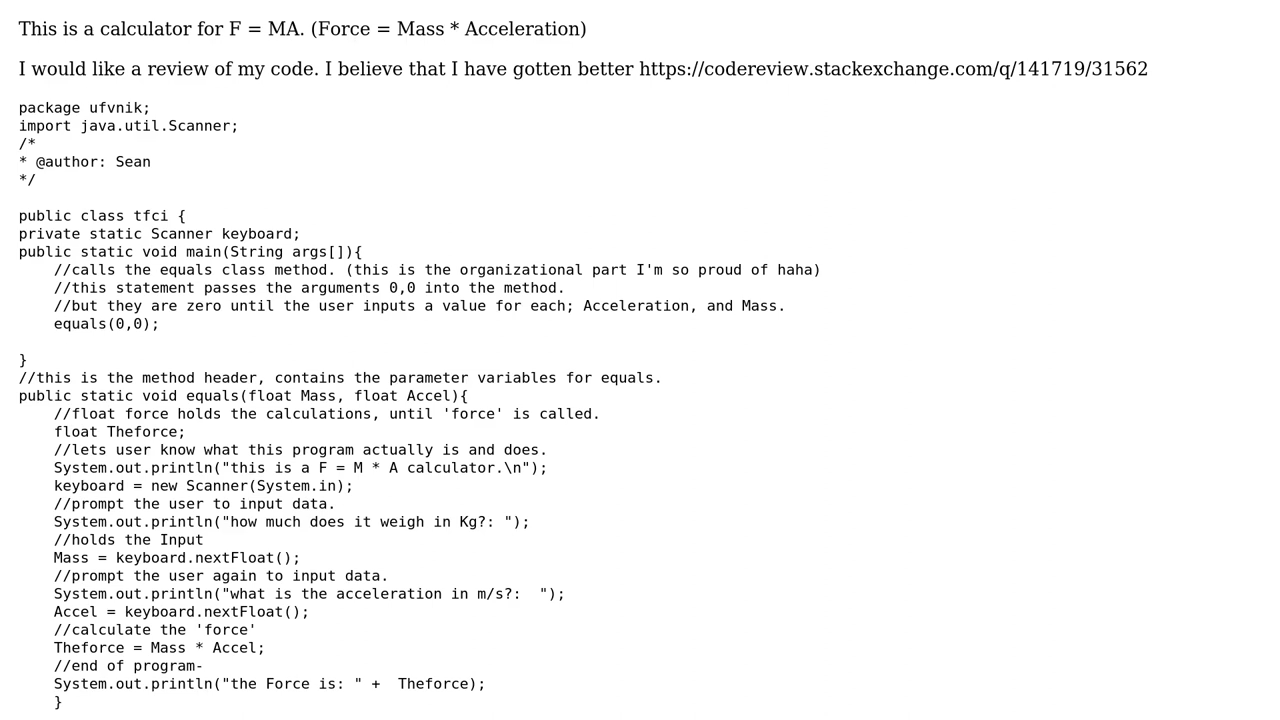 This is a calculator for F = MA. (Force = Mass * Acceleration)
I would like a review of my code. I believe that I have gotten better https://codereview.stackexchange.com/q/141719/31562
package ufvnik;
import java.util.Scanner;
/*
* @author: Sean
*/
public class tfci {
private static Scanner keyboard;
public static void main(String args[]){
    //calls the equals class method. (this is the organizational part I'm so proud of haha)
    //this statement passes the arguments 0,0 into the method.
    //but they are zero until the user inputs a value for each; Acceleration, and Mass.
    equals(0,0);
}
//this is the method header, contains the parameter variables for equals.
public static void equals(float Mass, float Accel){
    //float force holds the calculations, until 'force' is called.
    float Theforce;
    //lets user know what this program actually is and does.
    System.out.println("this is a F = M * A calculator.\n");
    keyboard = new Scanner(System.in);
    //prompt the user to input data.
    System.out.println("how much does it weigh in Kg?: ");
    //holds the Input
    Mass = keyboard.nextFloat();
    //prompt the user again to input data.
    System.out.println("what is the acceleration in m/s?:  ");
    Accel = keyboard.nextFloat();
    //calculate the 'force'
    Theforce = Mass * Accel;
    //end of program-
    System.out.println("the Force is: " +  Theforce);
    }